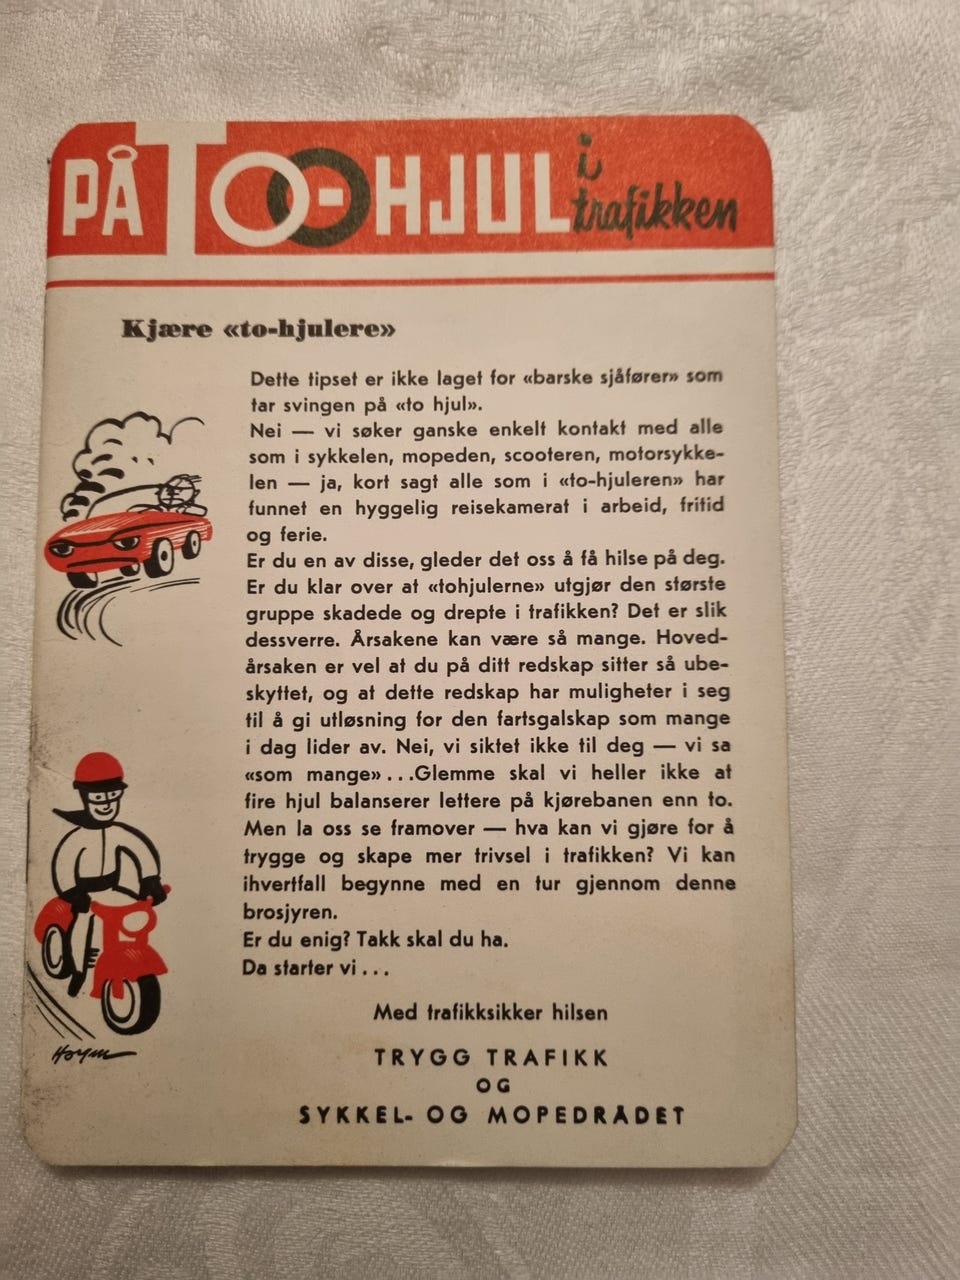 PÅ TO-HJUL i trafikken
Kjære «to-hjulere»
Dette tipset er ikke laget for «barske sjåfører» som
tar svingen på «to hjul».
Nei — vi søker ganske enkelt kontakt med alle
som i sykkelen, mopeden, scooteren, motorsykke-
len — ja, kort sagt alle som i «to-hjuleren» har
funnet en hyggelig reisekamerat i arbeid, fritid
og ferie.
Er du en av disse, gleder det oss å få hilse på deg.
Er du klar over at «tohjulerne» utgjør den største
gruppe skadede og drepte i trafikken? Det er slik
dessverre. Årsakene kan være så mange. Hoved-
årsaken er vel at du på ditt redskap sitter så ube-
skyttet, og at dette redskap har muligheter i seg
til å gi utløsning for den fartsgalskap som mange
i dag lider av. Nei, vi siktet ikke til deg — vi sa
«som mange» ...Glemme skal vi heller ikke at
fire hjul balanserer lettere på kjørebanen enn to.
Men la oss se framover — hva kan vi gjøre for å
trygge og skape mer trivsel i trafikken? Vi kan
ihvertfall begynne med en tur gjennom denne
brosjyren.
Er du enig? Takk skal du ha.
Da starter vi ...
Med trafikksikker hilsen
TRYGG TRAFIKK
OG
SYKKEL- OG MOPEDRÅDET